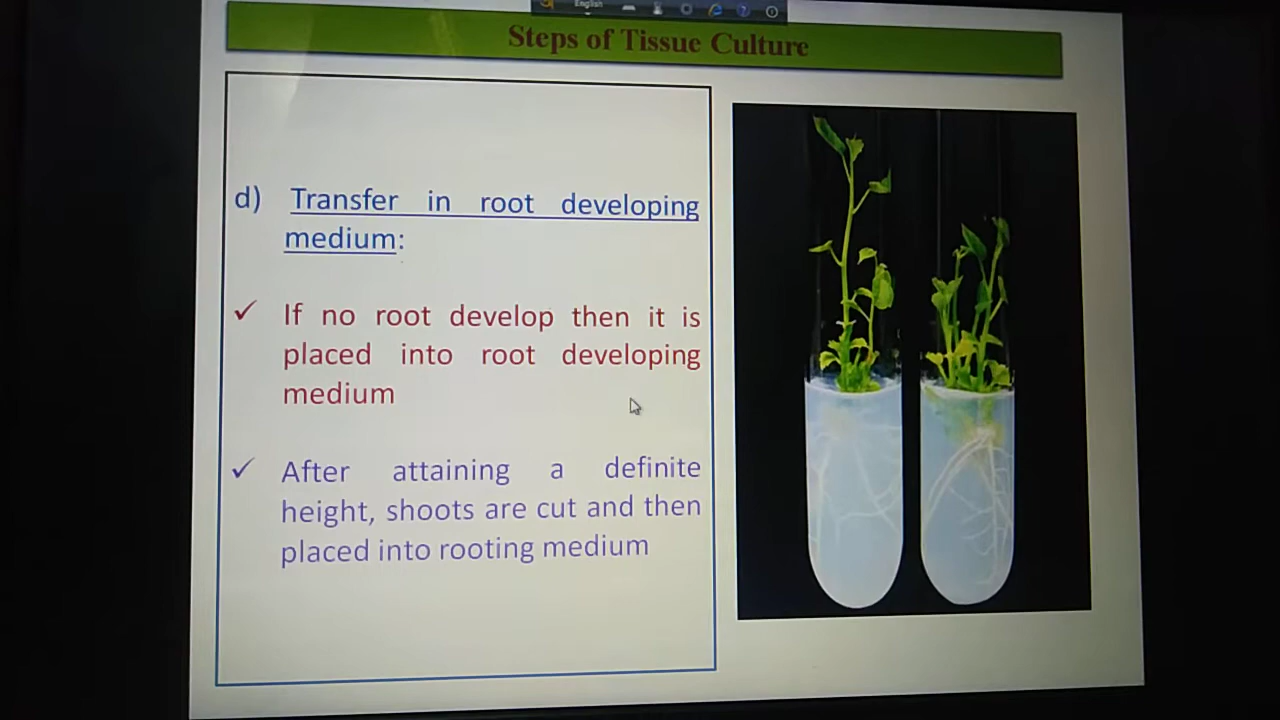 English
Steps of Tissue Culture
d) Transfer in root developing
medium:
✓ If no root develop then it is
placed into root developing
medium
✓ After attaining a definite
height, shoots are cut and then
placed into rooting medium